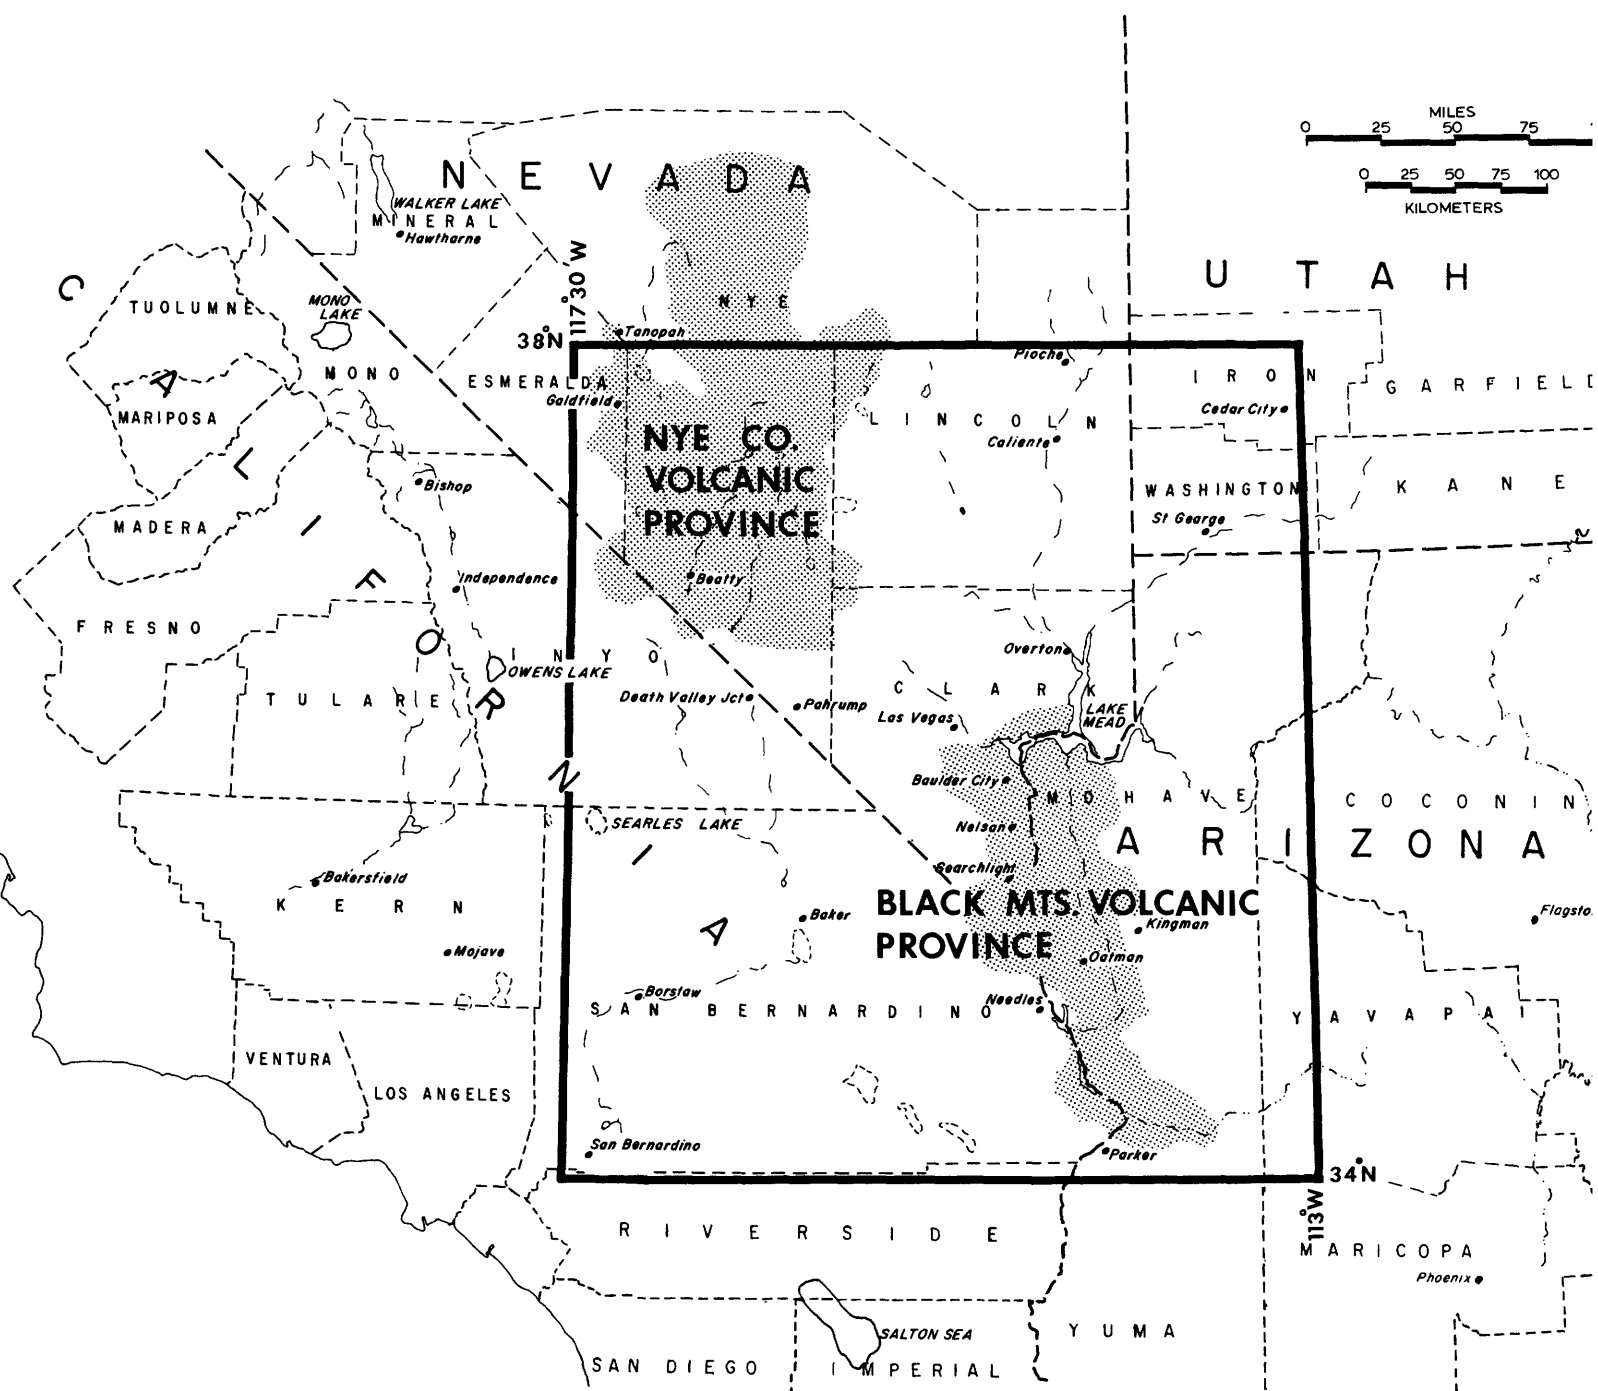 MILES
0 25 50 75
0 25 50 75 100
KILOMETERS
NEVADA
WALKER LAKE
MINERAL
Hawthorne
UTAH
CALIFORNIA
TUOLUMNE
MONO
LAKE
117°30 W
NYE
38°N
Tonopah
Pioche
MONO
ESMERALDA
IRON
GARFIEL
Goldfield
Cedar City
MARIPOSA
LINCOLN
NYE CO.
VOLCANIC
PROVINCE
Caliente
Bishop
WASHINGTON
KANE
St George
MADERA
Independence
Beatty
FRESNO
Overton
INYO
OWENS LAKE
TULARE
Death Valley Jct
Pahrump
CLARK
LAKE
MEAD
Las Vegas
Boulder City
MOHAVE
COCONIN
SEARLES LAKE
Nelson
ARIZONA
Searchlight
Bakersfield
KERN
BLACK MTS. VOLCANIC
PROVINCE
Baker
Kingman
Flagsta
Mojave
Oatman
Barstow
Needles
SAN BERNARDINO
YAVAPAI
VENTURA
LOS ANGELES
San Bernardino
Parker
34°N
113°W
RIVERSIDE
MARICOPA
Phoenix
SALTON SEA
YUMA
SAN DIEGO
IMPERIAL